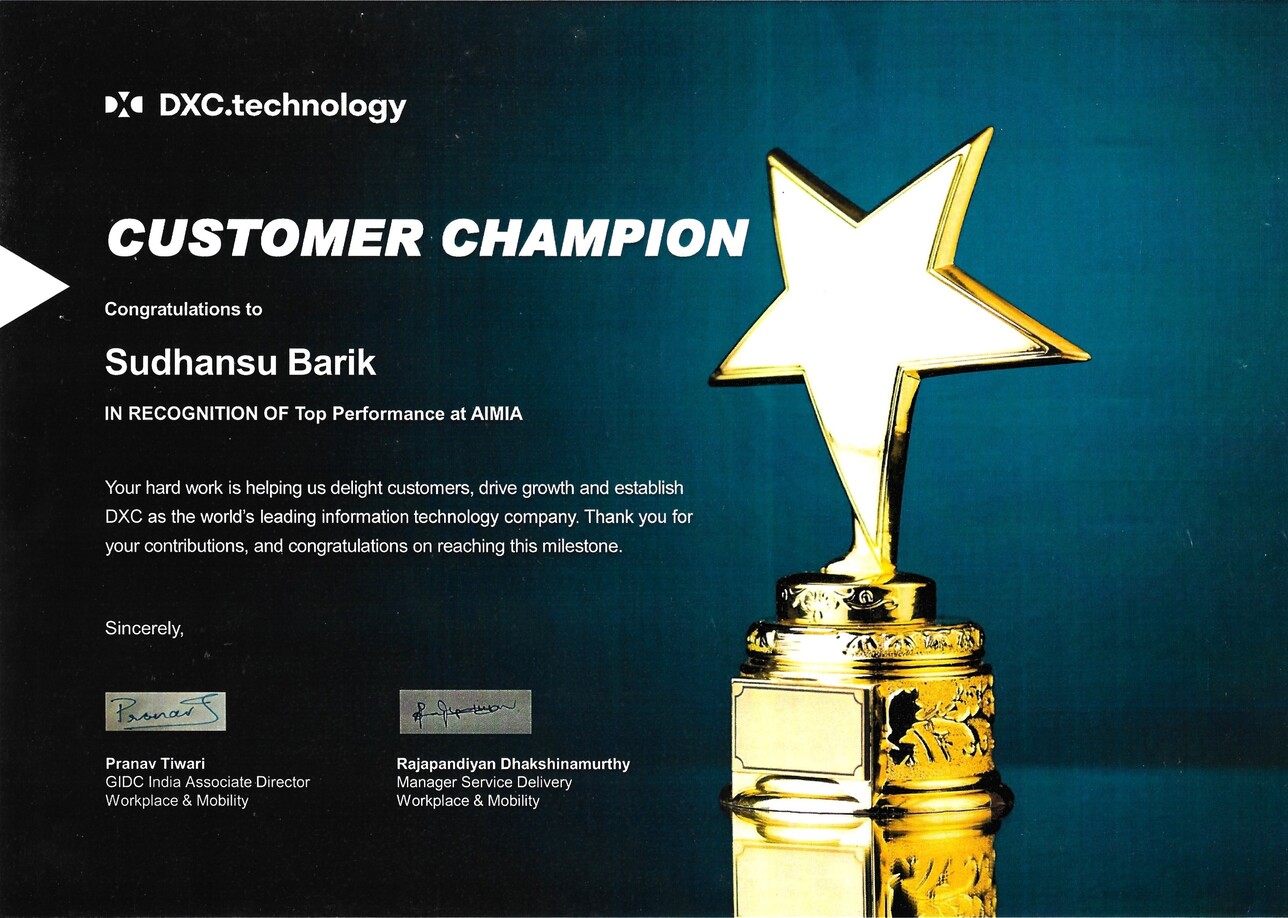 DXC.technology
CUSTOMER CHAMPION
Congratulations to
Sudhansu Barik
IN RECOGNITION OF Top Performance at AIMIA
Your hard work is helping us delight customers, drive growth and establish
DXC as the world's leading information technology company. Thank you for
your contributions, and congratulations on reaching this milestone.
Sincerely,
Pranav T
Pranav Tiwari
GIDC India Associate Director
Workplace & Mobility
Rajapandiyan Dhakshinamurthy
Manager Service Delivery
Workplace & Mobility